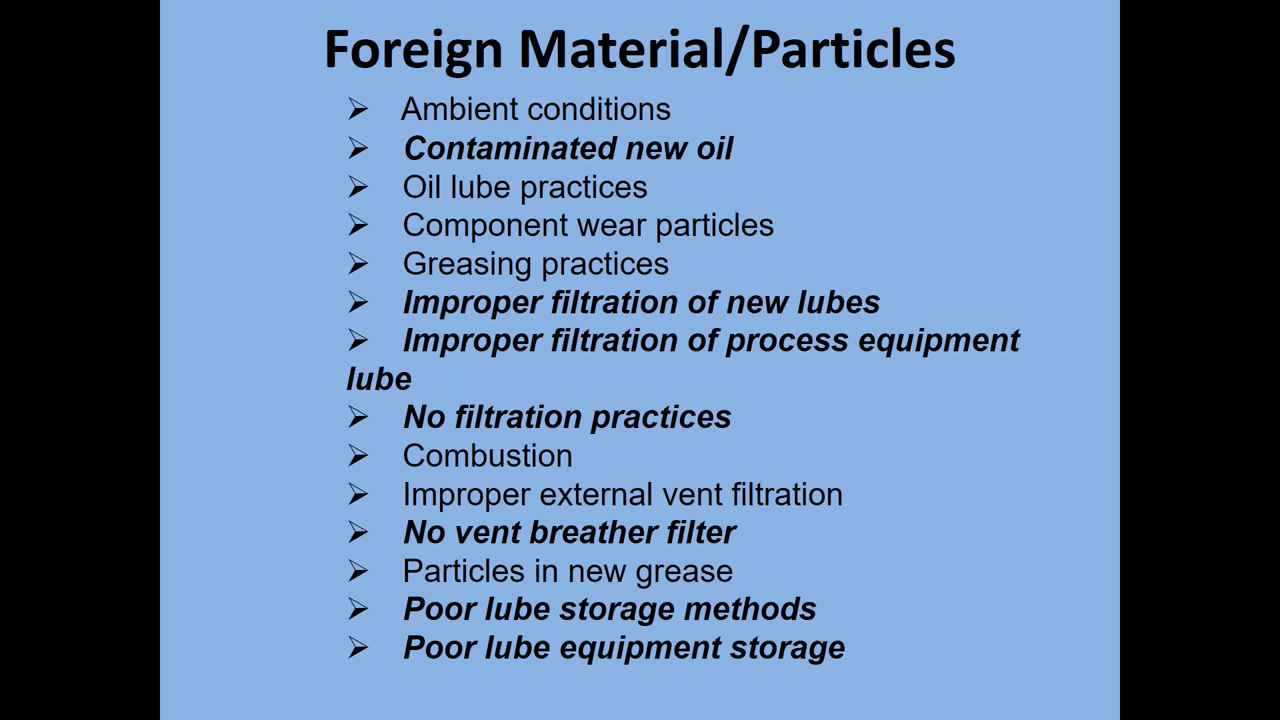 Foreign Material/Particles
➢ Ambient conditions
➢ Contaminated new oil
➢ Oil lube practices
➢ Component wear particles
➢ Greasing practices
➢ Improper filtration of new lubes
➢ Improper filtration of process equipment
lube
➢ No filtration practices
➢ Combustion
➢ Improper external vent filtration
➢ No vent breather filter
➢ Particles in new grease
➢ Poor lube storage methods
➢ Poor lube equipment storage